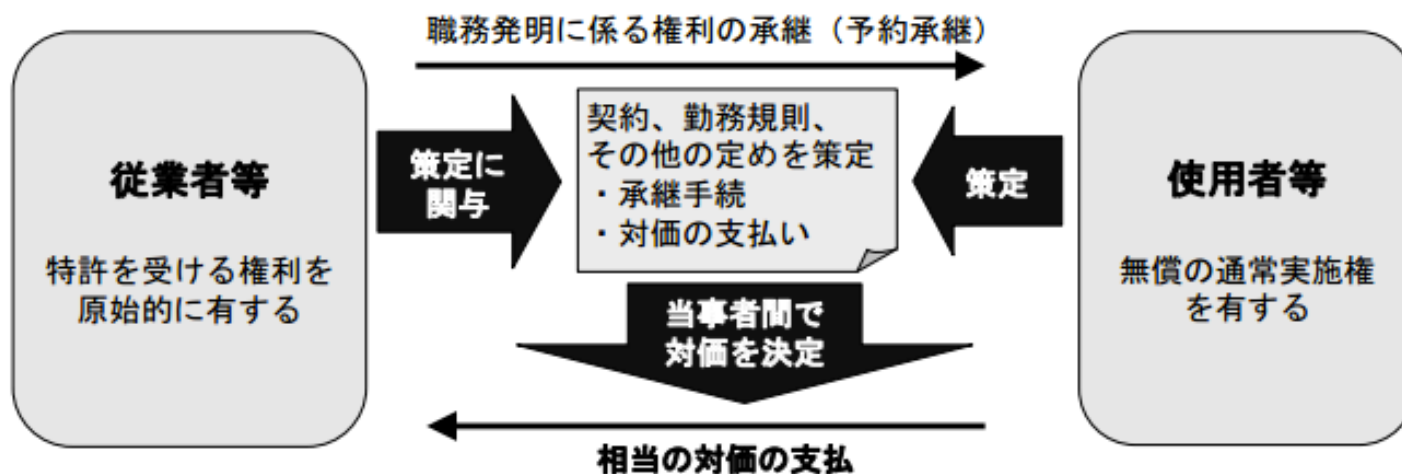 職務発明に係る権利の承継（予約承継）
従業者等
特許を受ける権利を
原始的に有する
策定に
関与
契約、勤務規則、
その他の定めを策定
・承継手続
・対価の支払い
策定
使用者等
無償の通常実施権
を有する
当事者間で
対価を決定
相当の対価の支払